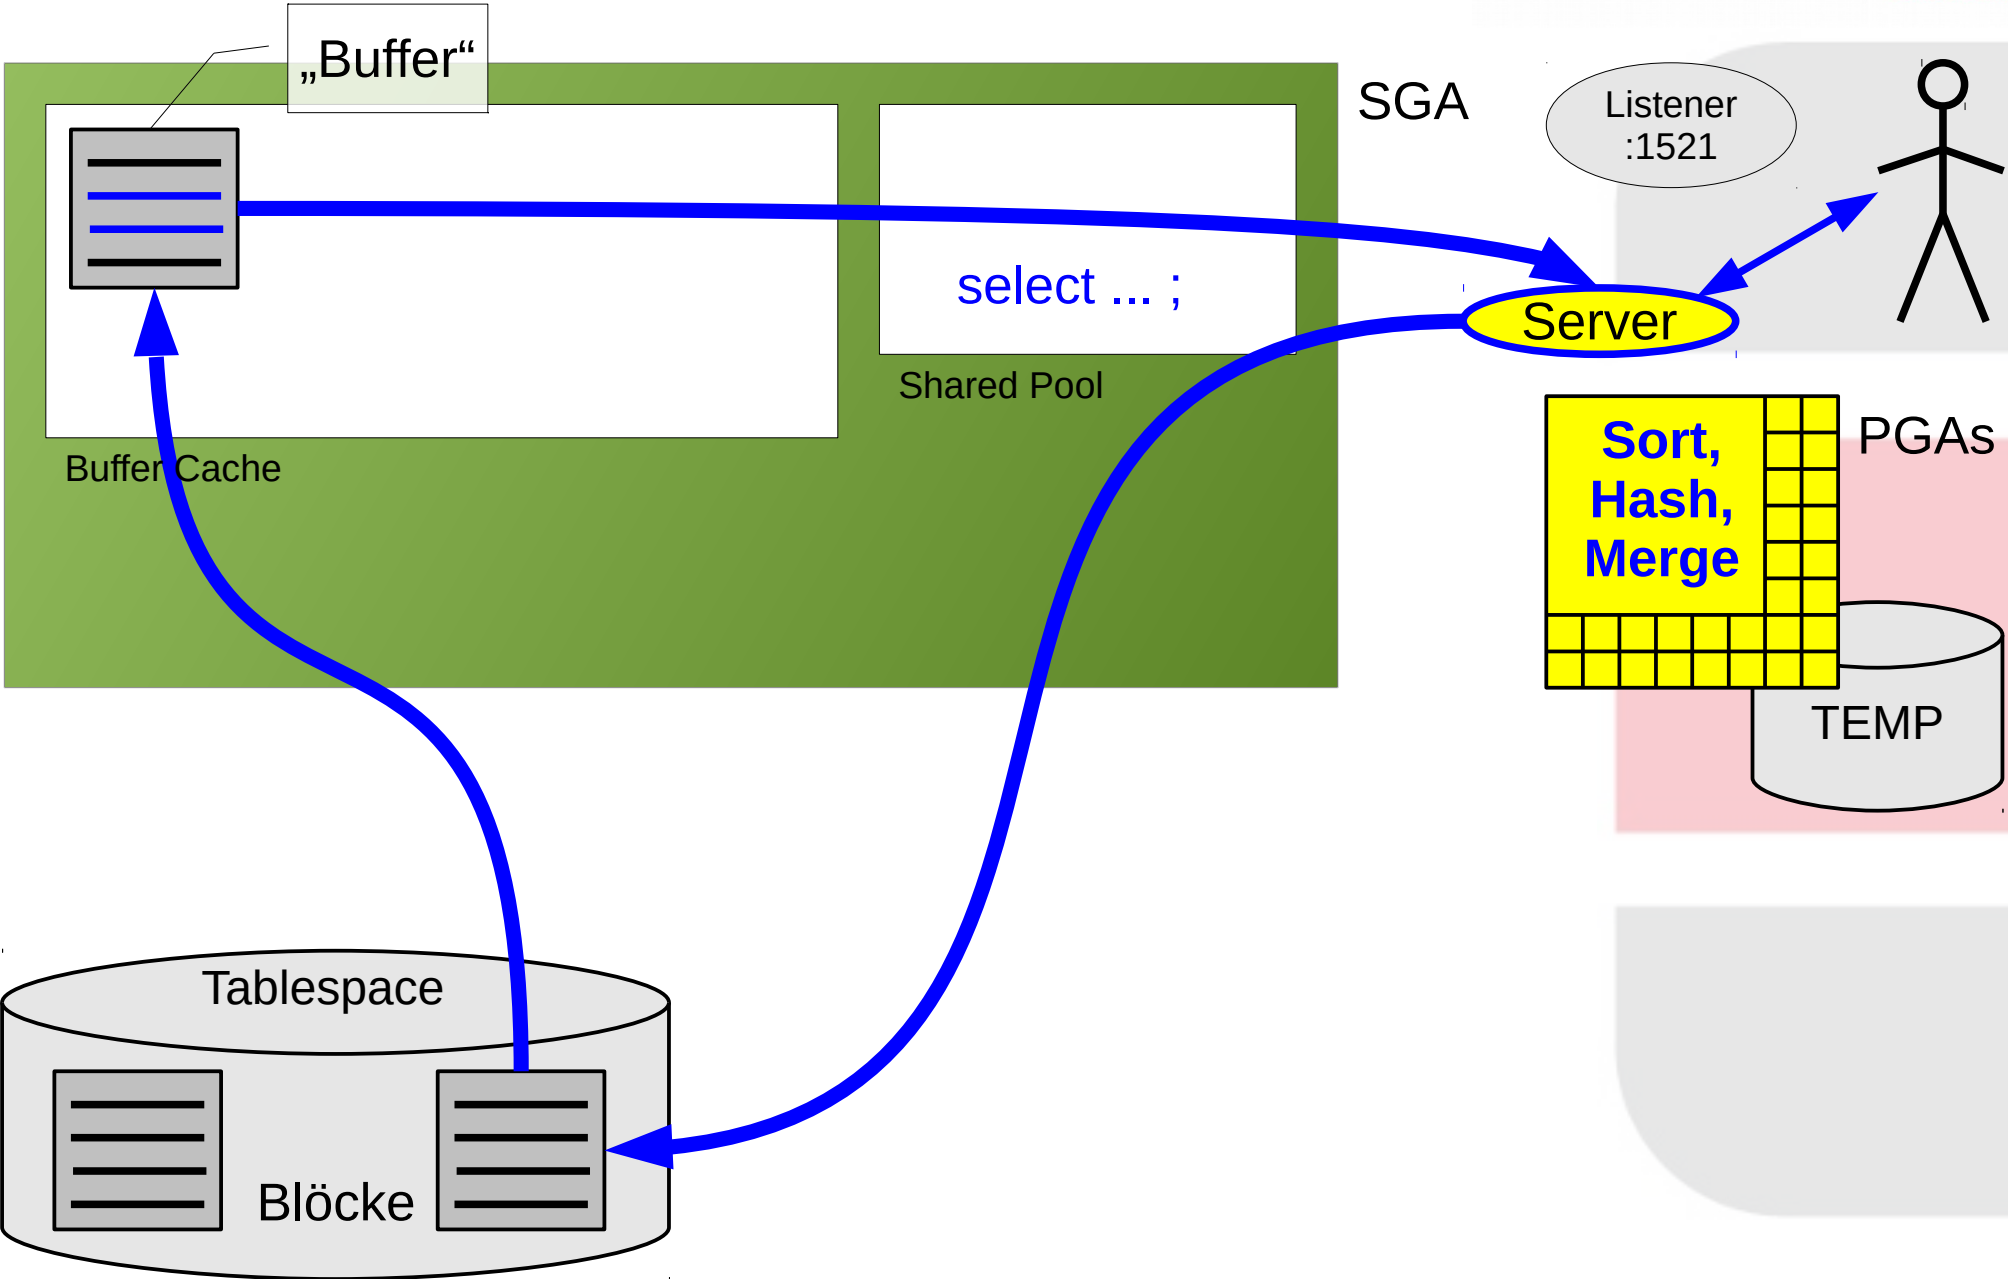 „Buffer“
SGA
Listener
:1521
select ... ;
Server
Shared Pool
Buffer Cache
Sort,
Hash,
Merge
PGAs
TEMP
Tablespace
Blöcke